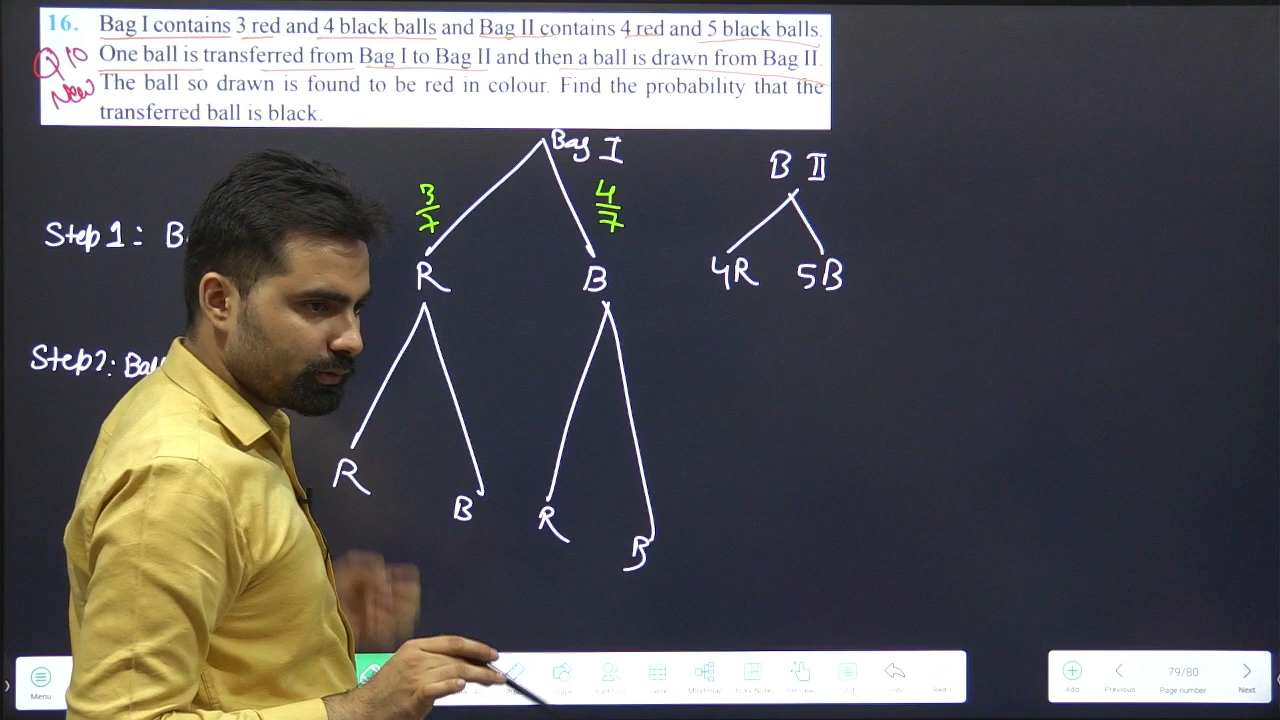 16. Bag I contains 3 red and 4 black balls and Bag II contains 4 red and 5 black balls.
One ball is transferred from Bag I to Bag II and then a ball is drawn from Bag II.
The ball so drawn is found to be red in colour. Find the probability that the
transferred ball is black.
Q 10
New
Bag I
3/7
4/7
R
B
R
B
R
B
B II
4R 5B
Step 1: B
Step 2: Ball
Menu
Table
Undo
Add
Previous
79/80
Page number
Next